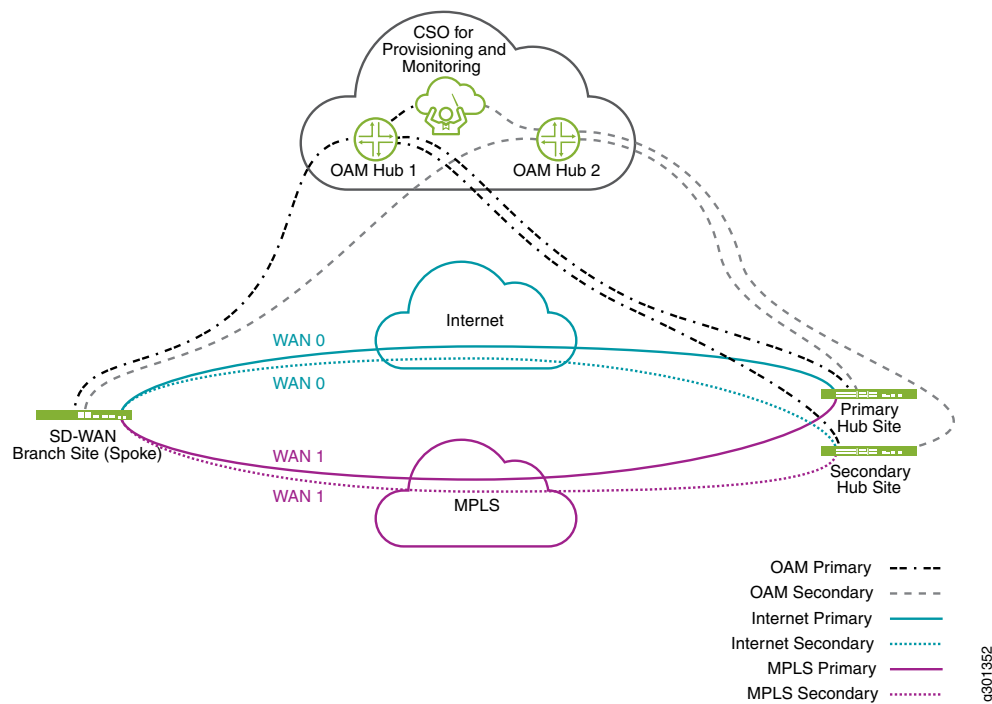 CSO for
Provisioning and
Monitoring
OAM Hub 1
OAM Hub 2
Internet
WAN 0
WAN 0
SD-WAN
Branch Site (Spoke)
Primary
Hub Site
WAN 1
WAN 1
MPLS
Secondary
Hub Site
OAM Primary
OAM Secondary
Internet Primary
Internet Secondary
MPLS Primary
MPLS Secondary
g301352